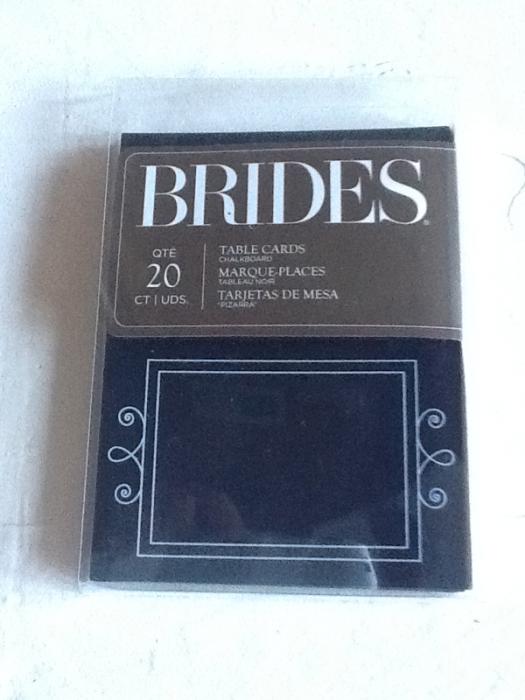 BRIDES®
QTÉ
20
CT | UDS.
TABLE CARDS
CHALKBOARD
MARQUE-PLACES
TABLEAU NOIR
TARJETAS DE MESA
"PIZARRA"